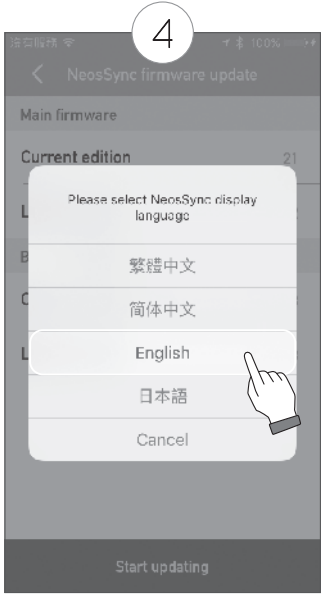 4
100%
NeosSync firmware update
Main firmware
Current edition 21
Please select NeosSync display
language
繁體中文
简体中文
English
日本語
Cancel
Start updating